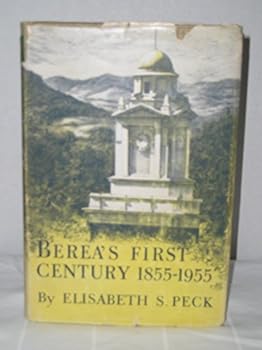 BEREA'S FIRST
CENTURY 1855-1955
By ELISABETH S. PECK